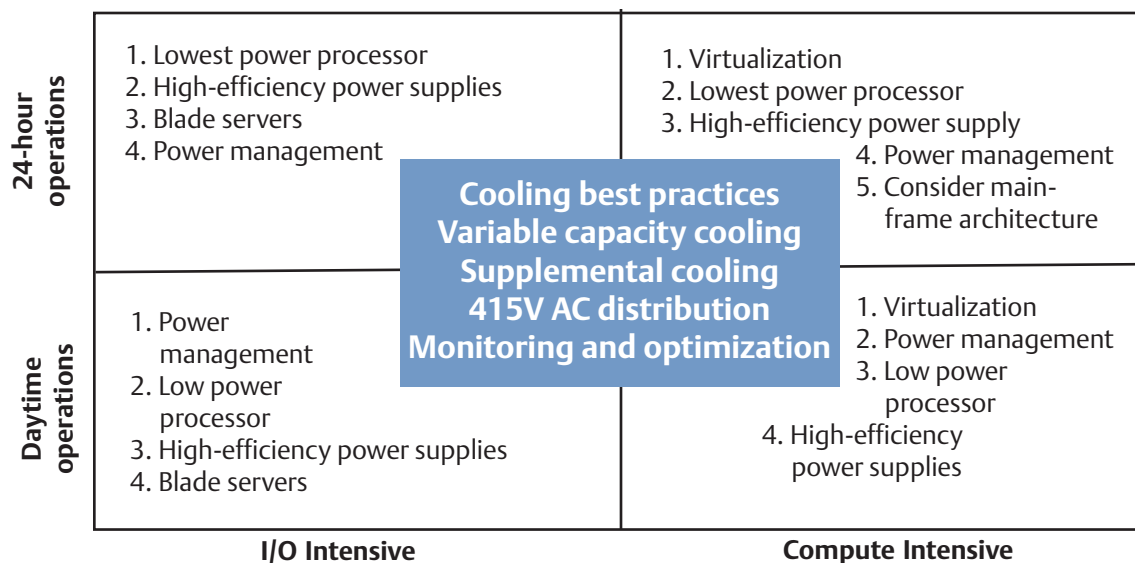 24-hour
operations
1. Lowest power processor
2. High-efficiency power supplies
3. Blade servers
4. Power management
1. Virtualization
2. Lowest power processor
3. High-efficiency power supply
4. Power management
5. Consider main-
frame architecture
Cooling best practices
Variable capacity cooling
Supplemental cooling
415V AC distribution
Monitoring and optimization
Daytime
operations
1. Power
management
2. Low power
processor
3. High-efficiency power supplies
4. Blade servers
1. Virtualization
2. Power management
3. Low power
processor
4. High-efficiency
power supplies
I/O Intensive
Compute Intensive